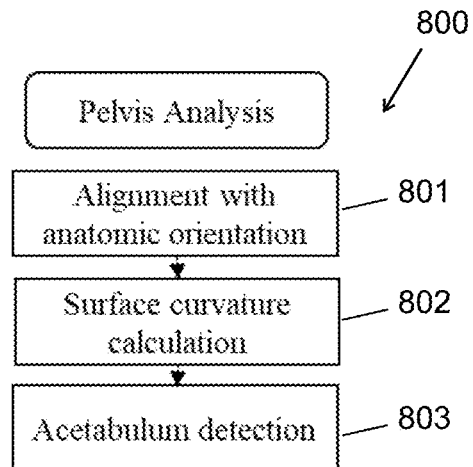 800
Pelvis Analysis
Alignment with
anatomic orientation
801
Surface curvature
calculation
802
Acetabulum detection
803